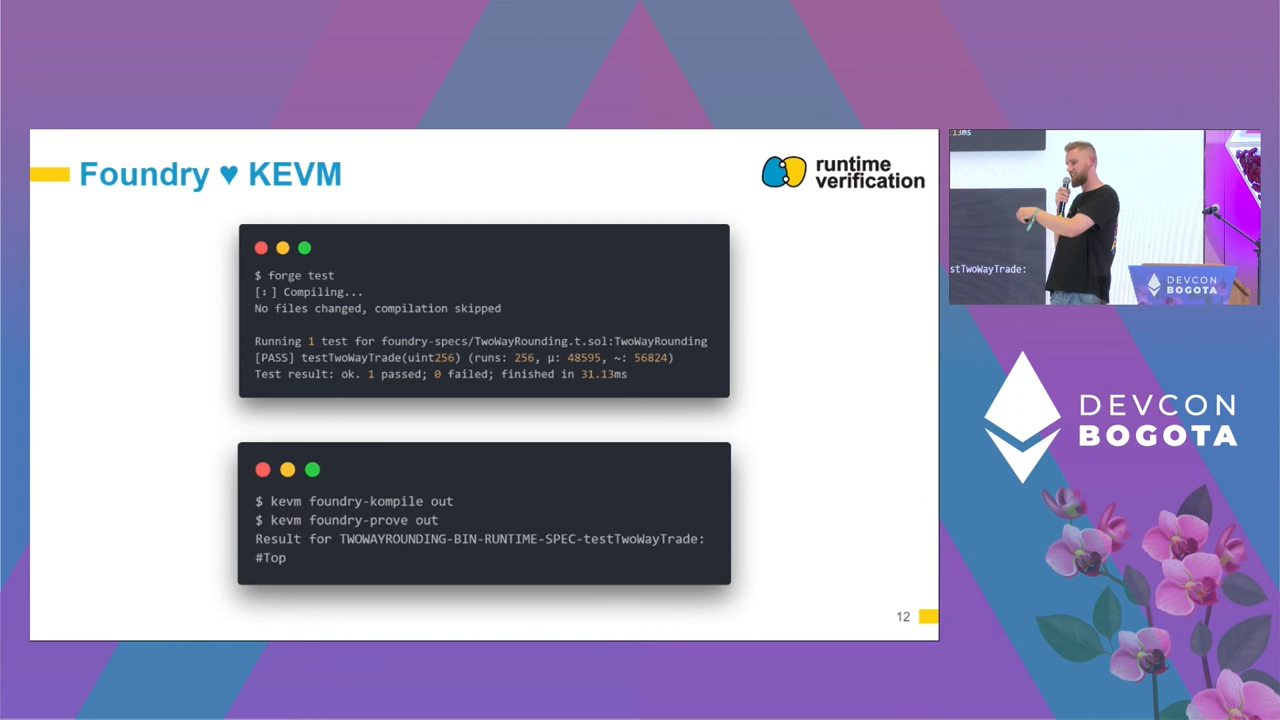 Foundry ♥ KEVM
runtime
verification
$ forge test
[:] Compiling...
No files changed, compilation skipped
Running 1 test for foundry-specs/TwoWayRounding.t.sol:TwoWayRounding
[PASS] testTwoWayTrade(uint256) (runs: 256, μ: 48595, ~: 56824)
Test result: ok. 1 passed; 0 failed; finished in 31.13ms
$ kevm foundry-kompile out
$ kevm foundry-prove out
Result for TWOWAYROUNDING-BIN-RUNTIME-SPEC-testTwoWayTrade:
#Top
12
.13ms
stTwoWayTrade:
DEVCON
BOGOTA
DEVCON
BOGOTA